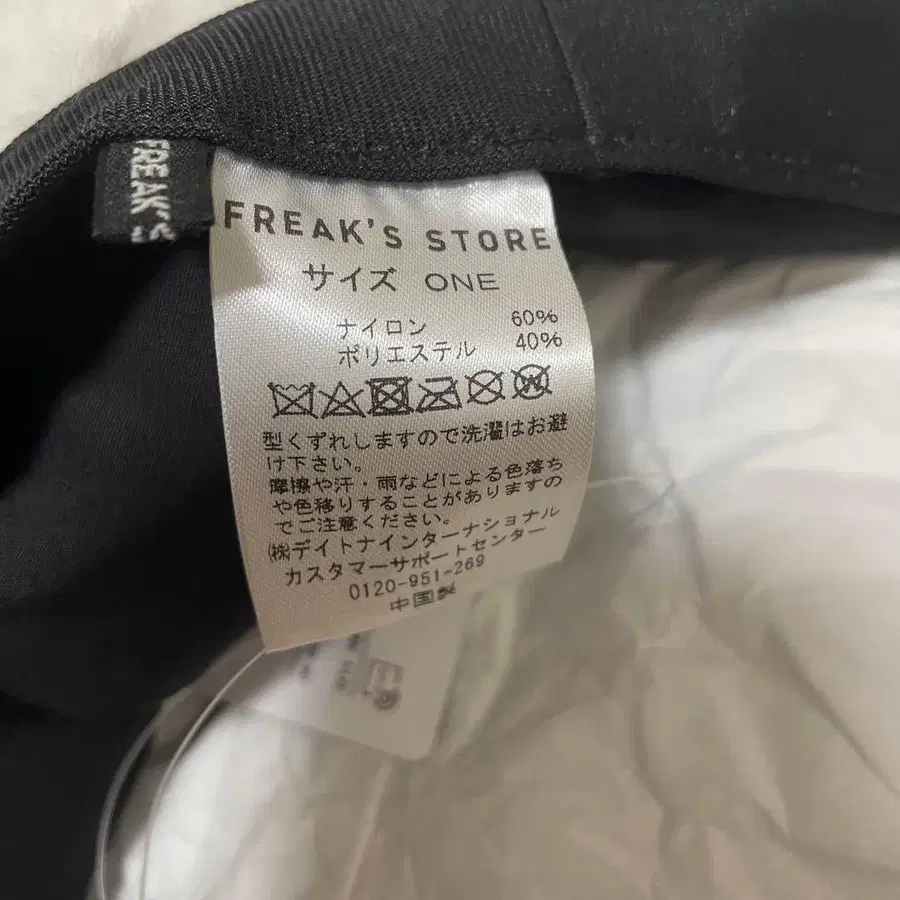 FREAK'S
FREAK'S STORE
サイズ ONE
ナイロン 60%
ポリエステル 40%
型くずれしますので洗濯はお避
け下さい。
摩擦や汗・雨などによる色落ち
や色移りすることがありますの
でご注意ください。
㈱デイトナインターナショナル
カスタマーサポートセンター
0120-951-269
中国製